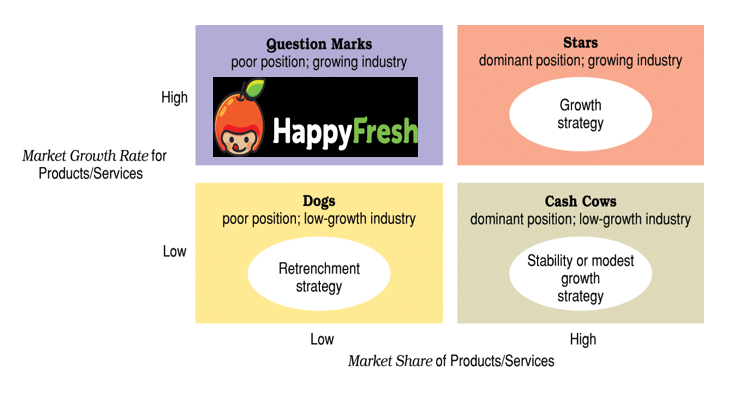 Question Marks
poor position; growing industry
HappyFresh
Stars
dominant position; growing industry
Growth
strategy
High
Market Growth Rate for
Products/Services
Dogs
poor position; low-growth industry
Retrenchment
strategy
Cash Cows
dominant position; low-growth industry
Stability or modest
growth
strategy
Low
Low
High
Market Share of Products/Services